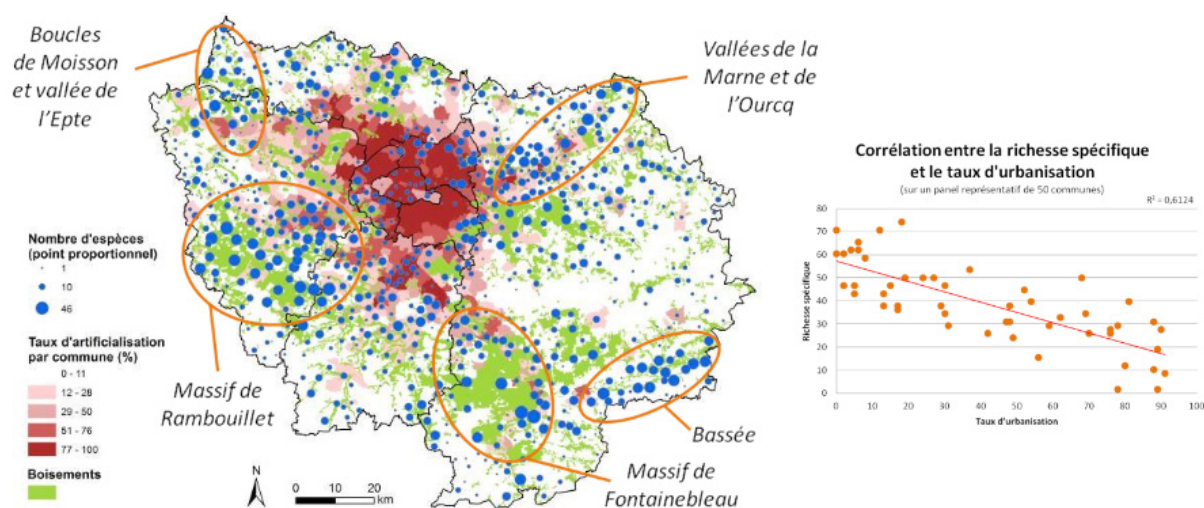 Boucles
de Moisson
et vallée de
l'Epte
Vallées de la
Marne et de
l'Ourcq
Nombre d'espèces
(point proportionnel)
1
10
46
Taux d'artificialisation
par commune (%)
0 - 11
12 - 28
29 - 50
51 - 76
77 - 100
Boisements
Massif de
Rambouillet
N
0 10 20
km
Bassée
Massif de
Fontainebleau
Corrélation entre la richesse spécifique
et le taux d'urbanisation
(sur un panel représentatif de 50 communes)
R² = 0,6124
Richesse spécifique
80
70
60
50
40
30
20
10
0
0 10 20 30 40 50 60 70 80 90 100
Taux d'urbanisation